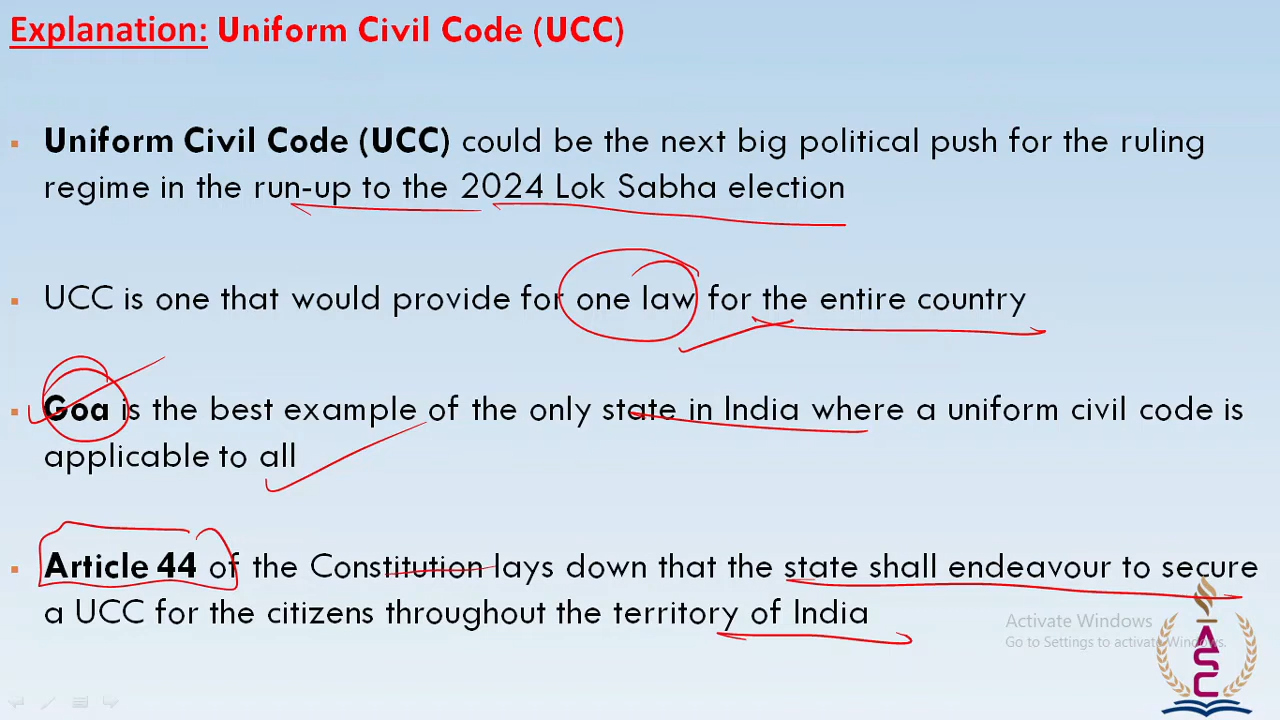 Explanation: Uniform Civil Code (UCC)
▪ Uniform Civil Code (UCC) could be the next big political push for the ruling
regime in the run-up to the 2024 Lok Sabha election
▪ UCC is one that would provide for one law for the entire country
▪ Goa is the best example of the only state in India where a uniform civil code is
applicable to all
▪ Article 44 of the Constitution lays down that the state shall endeavour to secure
a UCC for the citizens throughout the territory of India
Activate Windows
Go to Settings to activate Windows.
ASC